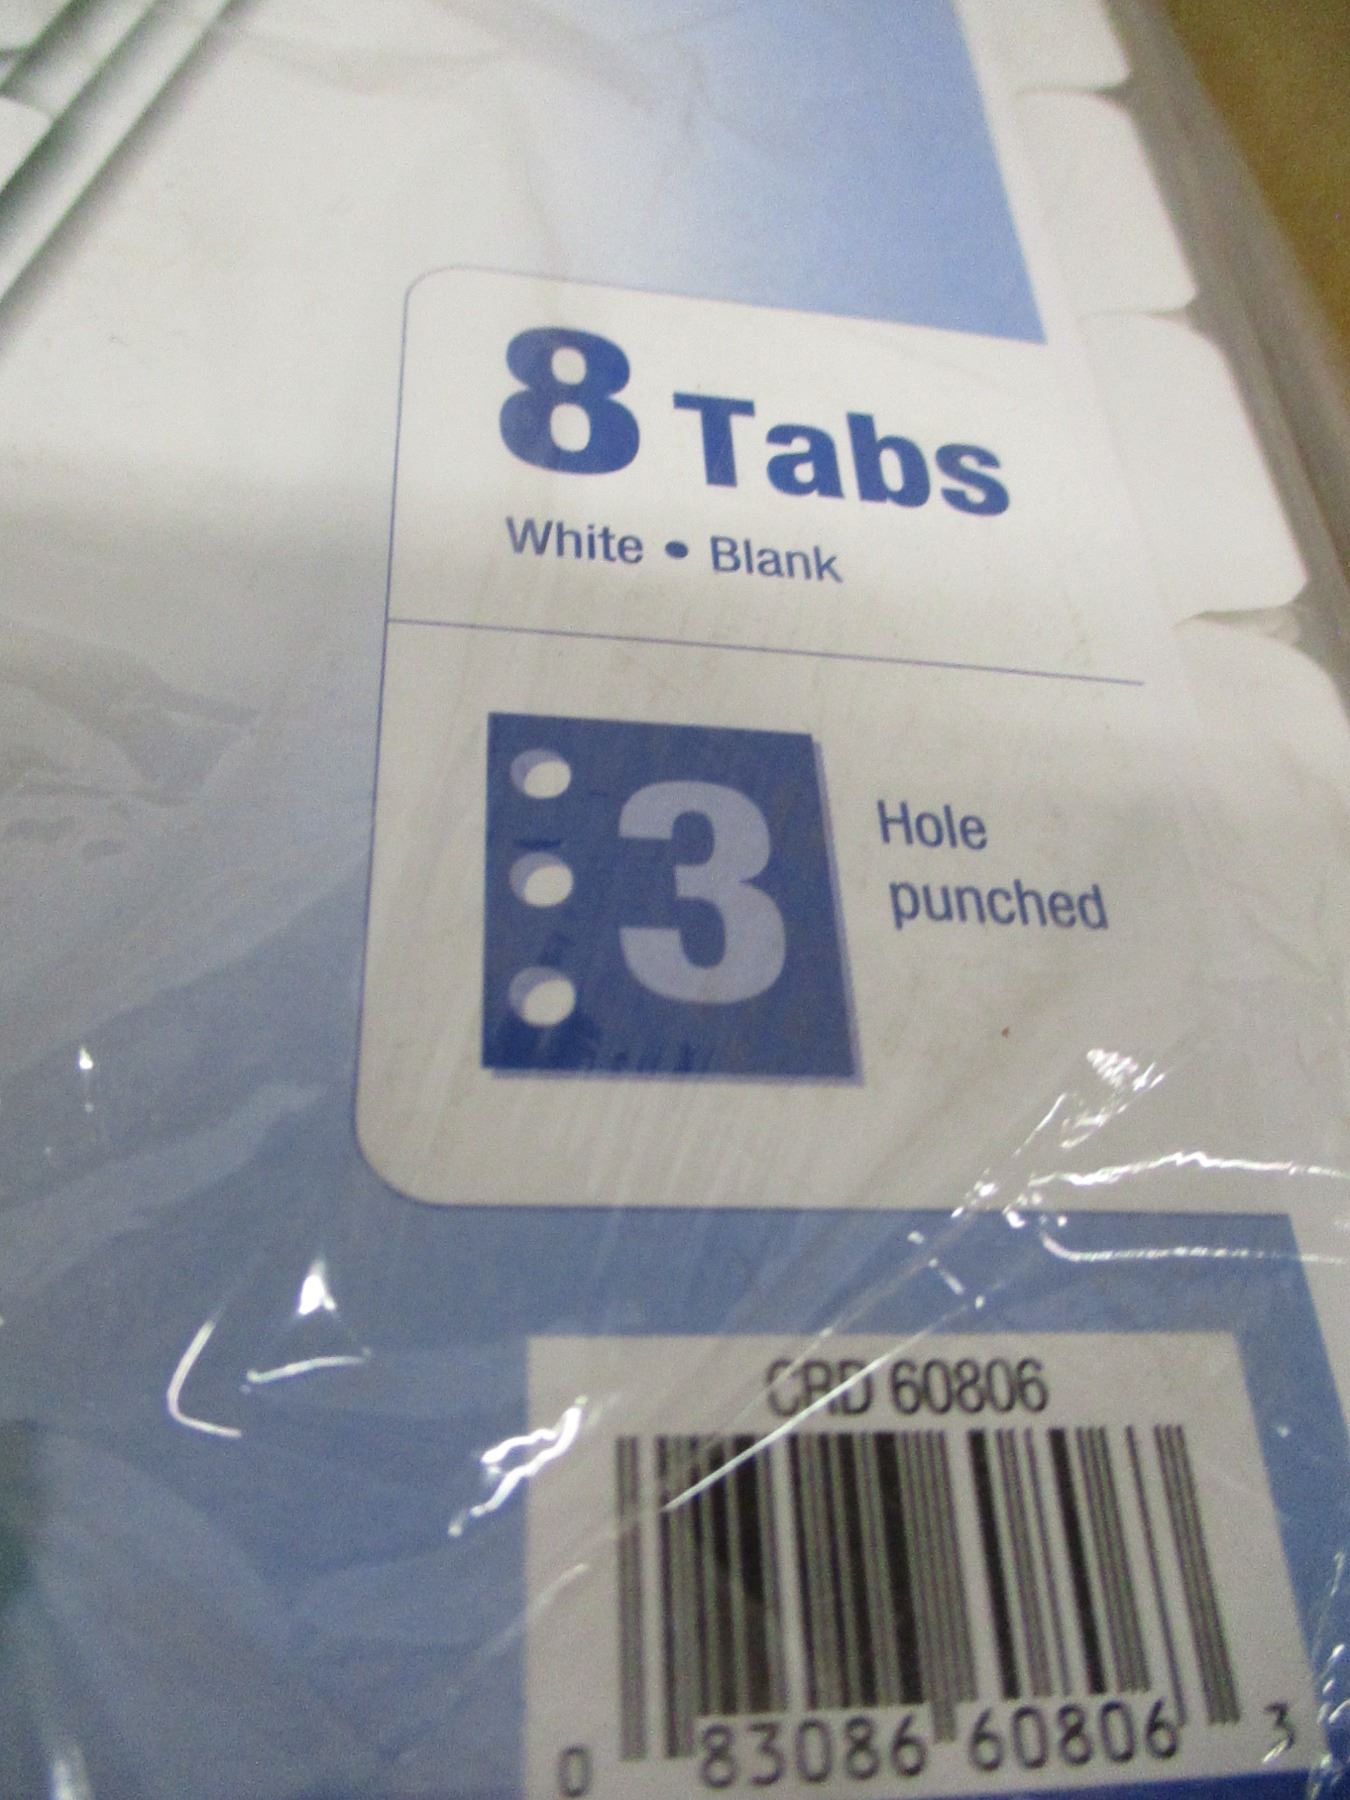 8 Tabs
White • Blank
3
Hole
punched
CRD 60806
0 83086 60806 3